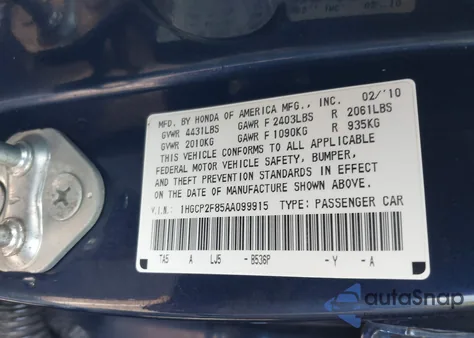 MFD. BY HONDA OF AMERICA MFG., INC. 02/'10
GVWR 4431LBS GAWR F 2403LBS R 2061LBS
GVWR 2010KG GAWR F 1090KG R 935KG
THIS VEHICLE CONFORMS TO ALL APPLICABLE
FEDERAL MOTOR VEHICLE SAFETY, BUMPER,
AND THEFT PREVENTION STANDARDS IN EFFECT
ON THE DATE OF MANUFACTURE SHOWN ABOVE.
V.I.N.: 1HGCP2F85AA099915 TYPE: PASSENGER CAR
TA5 A LJ5 - B536P - Y - A
autoSnap